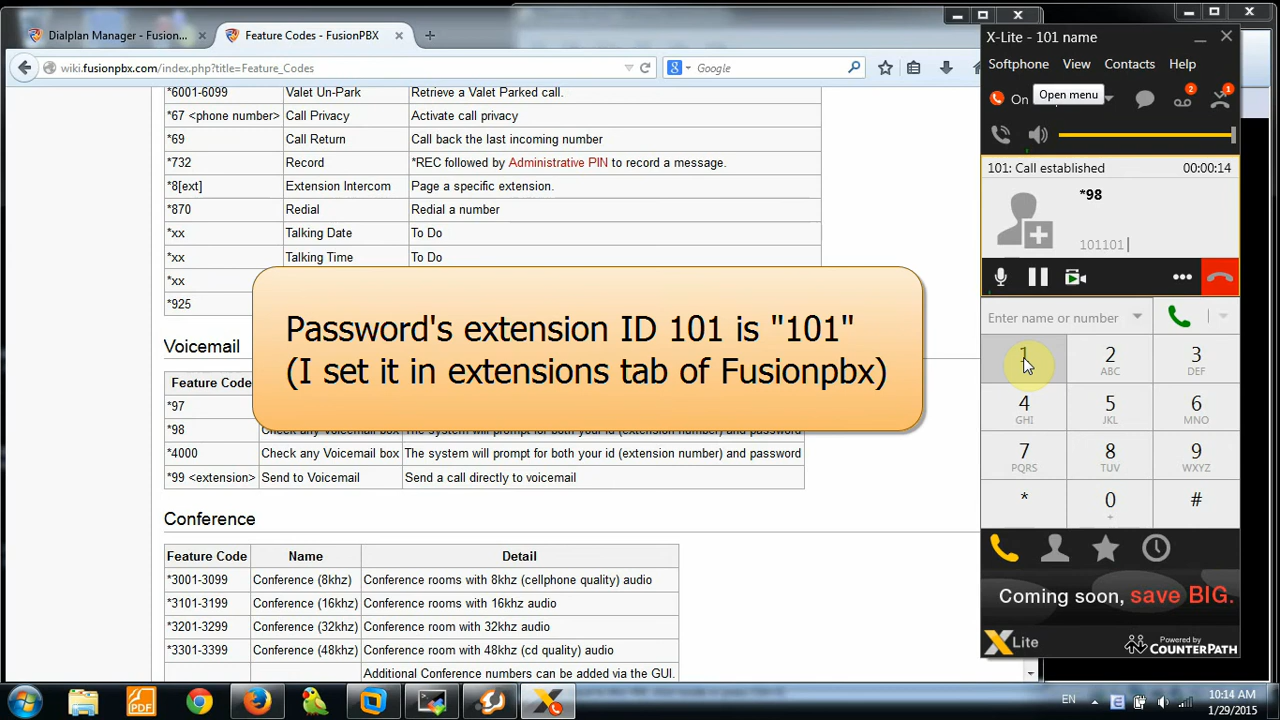 Dialplan Manager - Fusion...
Feature Codes - FusionPBX
wiki.fusionpbx.com/index.php?title=Feature_Codes
Google
*6001-6099 Valet Un-Park Retrieve a Valet Parked call.
*67 <phone number> Call Privacy Activate call privacy
*69 Call Return Call back the last incoming number
*732 Record *REC followed by Administrative PIN to record a message.
*8[ext] Extension Intercom Page a specific extension.
*870 Redial Redial a number
*xx Talking Date To Do
*xx Talking Time To Do
*xx
*925
Password's extension ID 101 is "101"
(I set it in extensions tab of Fusionpbx)
Voicemail
Feature Code
*97
*98 Check any Voicemail box The system will prompt for both your id (extension number) and password
*4000 Check any Voicemail box The system will prompt for both your id (extension number) and password
*99 <extension> Send to Voicemail Send a call directly to voicemail
Conference
Feature Code Name Detail
*3001-3099 Conference (8khz) Conference rooms with 8khz (cellphone quality) audio
*3101-3199 Conference (16khz) Conference rooms with 16khz audio
*3201-3299 Conference (32khz) Conference rooms with 32khz audio
*3301-3399 Conference (48khz) Conference rooms with 48khz (cd quality) audio
Additional Conference numbers can be added via the GUI.
X-Lite - 101 name
Softphone View Contacts Help
On
Open menu
2
1
101: Call established 00:00:14
*98
101101
Enter name or number
1
2 ABC
3 DEF
4 GHI
5 JKL
6 MNO
7 PQRS
8 TUV
9 WXYZ
*
0 +
#
Coming soon, save BIG.
X Lite
Powered by
COUNTERPATH
PDF
EN
10:14 AM
1/29/2015